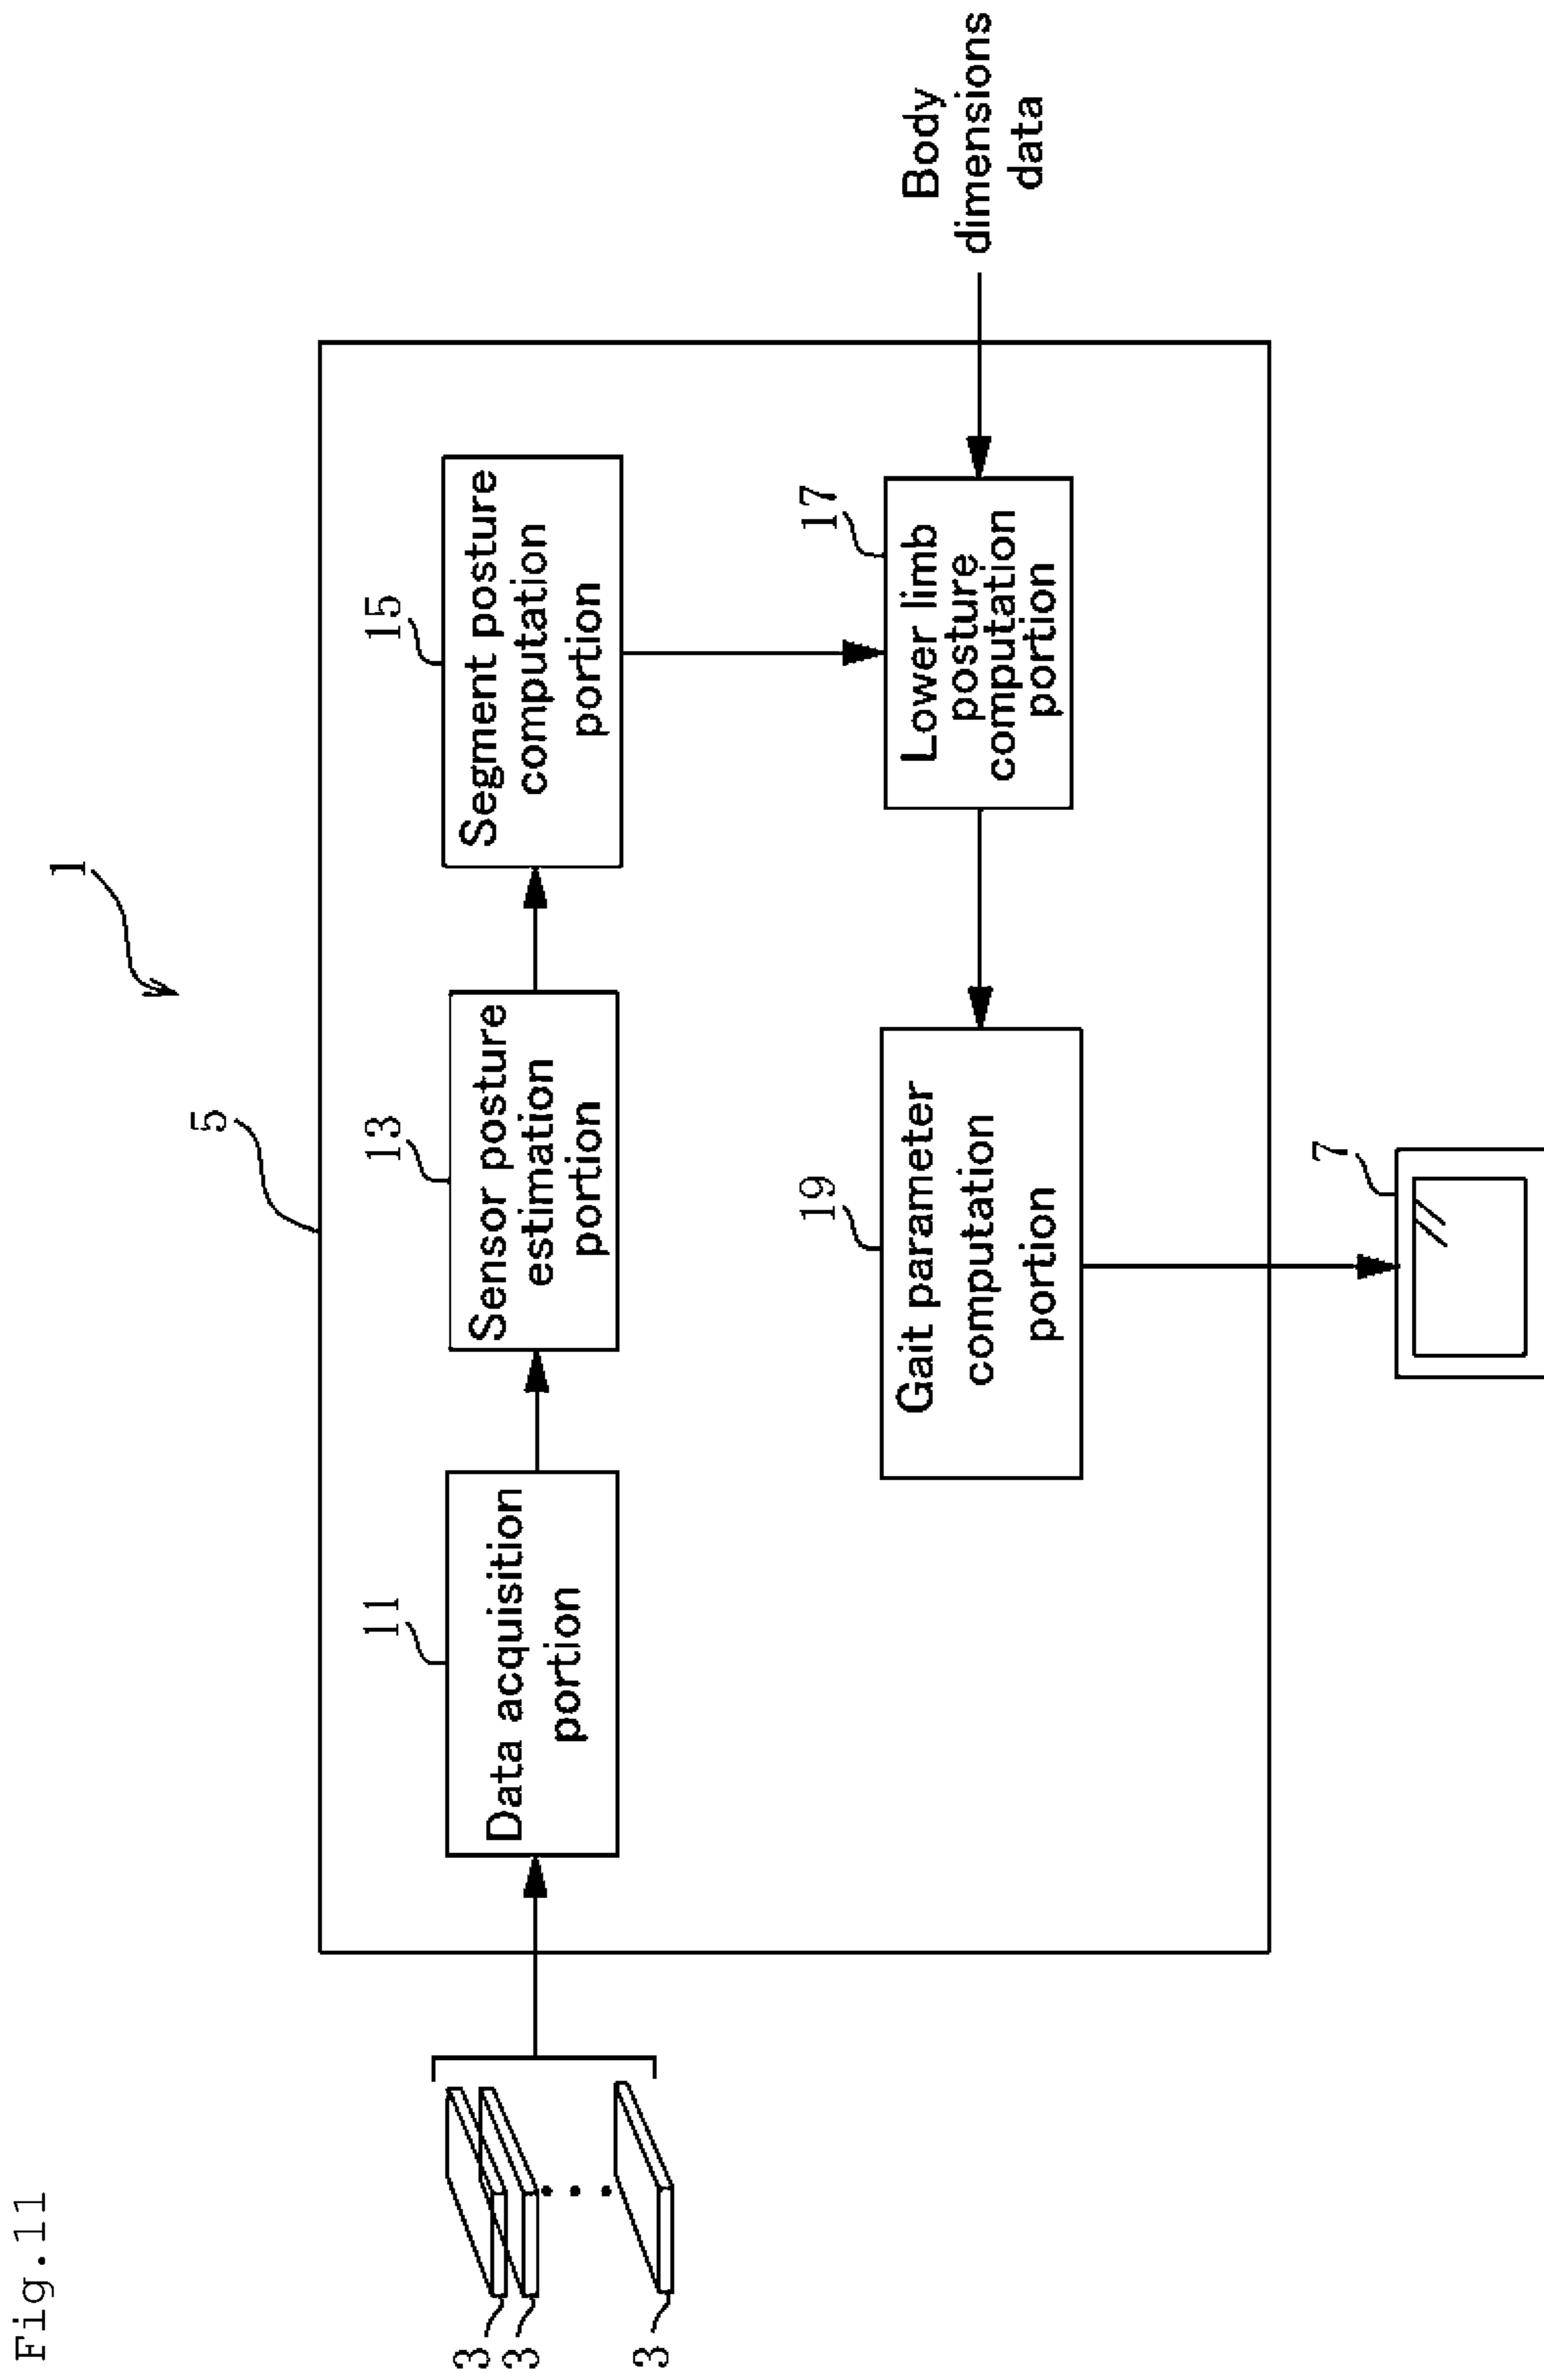 Fig.11
1
5
3
3
3
11
Data acquisition
portion
13
Sensor posture
estimation
portion
15
Segment posture
computation
portion
17
Lower limb
posture
computation
portion
Body
dimensions
data
19
Gait parameter
computation
portion
7